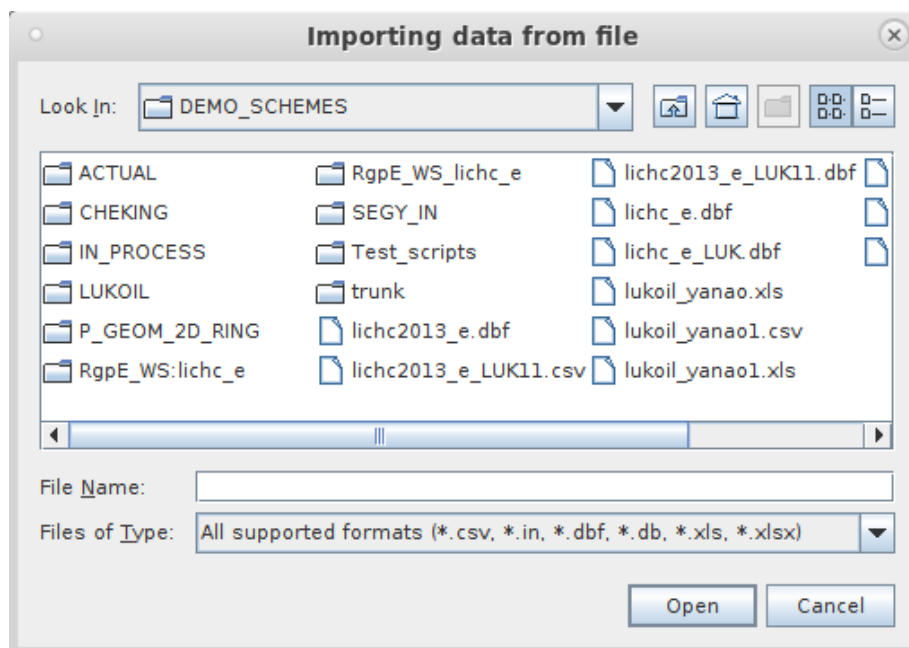 Importing data from file
Look In: DEMO_SCHEMES
ACTUAL RgpE_WS_lichc_e lichc2013_e_LUK11.dbf
CHEKING SEGY_IN lichc_e.dbf
IN_PROCESS Test_scripts lichc_e_LUK.dbf
LUKOIL trunk lukoil_yanao.xls
P_GEOM_2D_RING lichc2013_e.dbf lukoil_yanao1.csv
RgpE_WS:lichc_e lichc2013_e_LUK11.csv lukoil_yanao1.xls
File Name:
Files of Type: All supported formats (*.csv, *.in, *.dbf, *.db, *.xls, *.xlsx)
Open Cancel